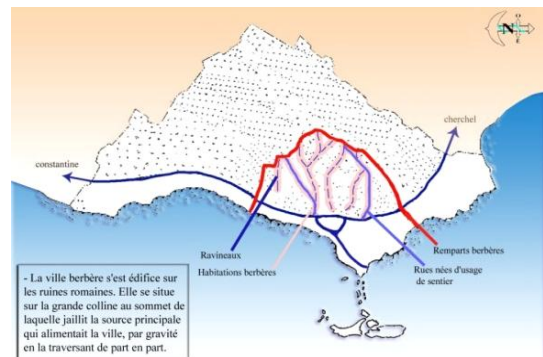 O
N
E
cherchel
constantine
Ravineaux
Habitations berbères
Remparts berbères
Rues nées d'usage
de sentier
- La ville berbère s'est édifice sur
les ruines romaines. Elle se situe
sur la grande colline au sommet de
laquelle jaillit la source principale
qui alimentait la ville, par gravité
en la traversant de part en part.